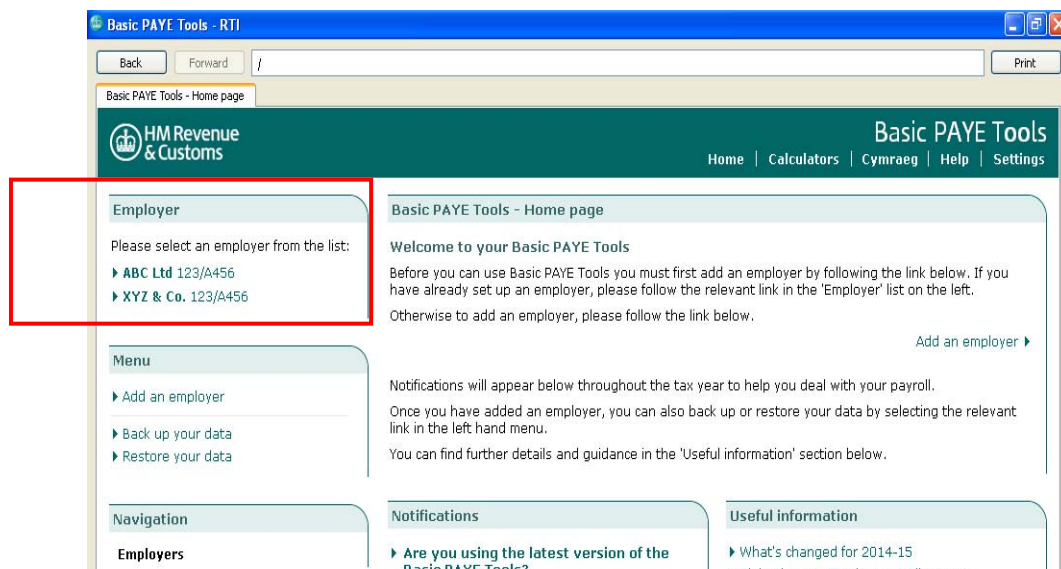 Basic PAYE Tools - RTI
Back
Forward
/
Print
Basic PAYE Tools - Home page
HM Revenue
& Customs
Basic PAYE Tools
Home | Calculators | Cymraeg | Help | Settings
Employer
Please select an employer from the list:
ABC Ltd 123/A456
XYZ & Co. 123/A456
Menu
Add an employer
Back up your data
Restore your data
Navigation
Employers
Basic PAYE Tools - Home page
Welcome to your Basic PAYE Tools
Before you can use Basic PAYE Tools you must first add an employer by following the link below. If you
have already set up an employer, please follow the relevant link in the 'Employer' list on the left.
Otherwise to add an employer, please follow the link below.
Add an employer
Notifications will appear below throughout the tax year to help you deal with your payroll.
Once you have added an employer, you can also back up or restore your data by selecting the relevant
link in the left hand menu.
You can find further details and guidance in the 'Useful information' section below.
Notifications
Are you using the latest version of the
Basic PAYE Tools?
Useful information
What's changed for 2014-15